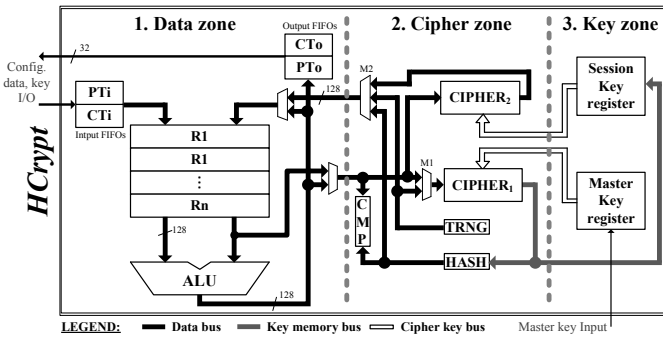 1. Data zone
2. Cipher zone
3. Key zone
Output FIFOs
32
CTo
PTo
Config.
data, key
I/O
PTi
CTi
Intput FIFOs
HCrypt
M2
128
CIPHER2
Session
Key
register
R1
R1
⋮
Rn
M1
CIPHER1
C
M
P
Master
Key
register
TRNG
HASH
128
ALU
128
LEGEND:
Data bus
Key memory bus
Cipher key bus
Master key Input